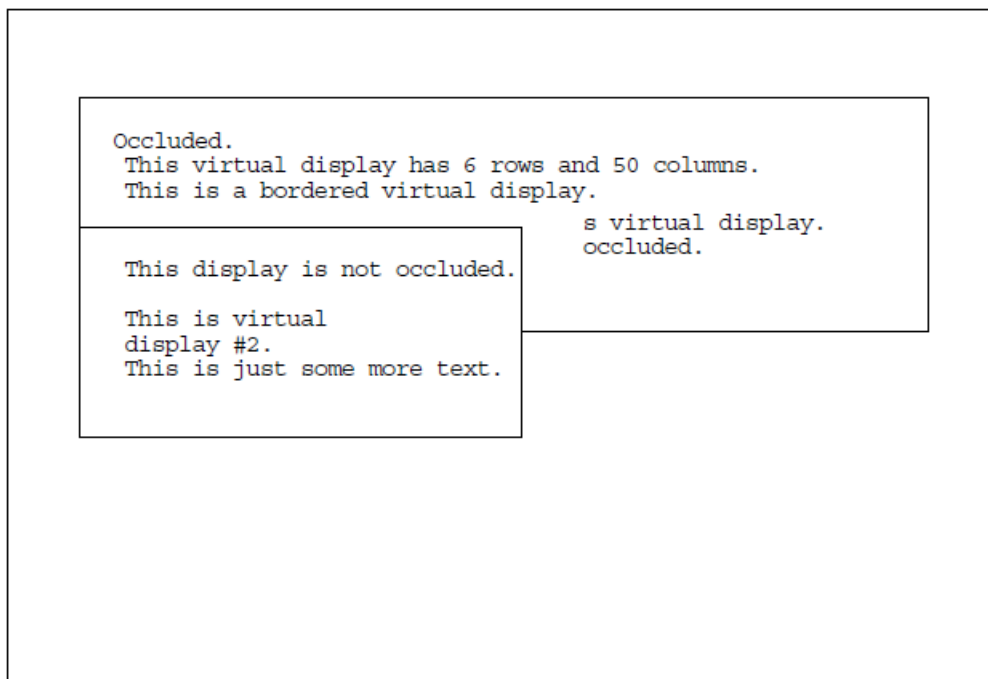 Occluded.
This virtual display has 6 rows and 50 columns.
This is a bordered virtual display.
s virtual display.
occluded.
This display is not occluded.
This is virtual
display #2.
This is just some more text.